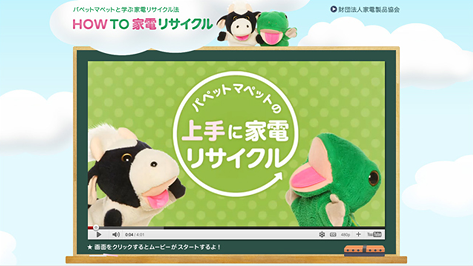 パペットマペットと学ぶ家電リサイクル法
HOW TO 家電リサイクル
財団法人家電製品協会
パペットマペットの
上手に家電
リサイクル
0:04 / 4:01
480p
YouTube
★ 画面をクリックするとムービーがスタートするよ！